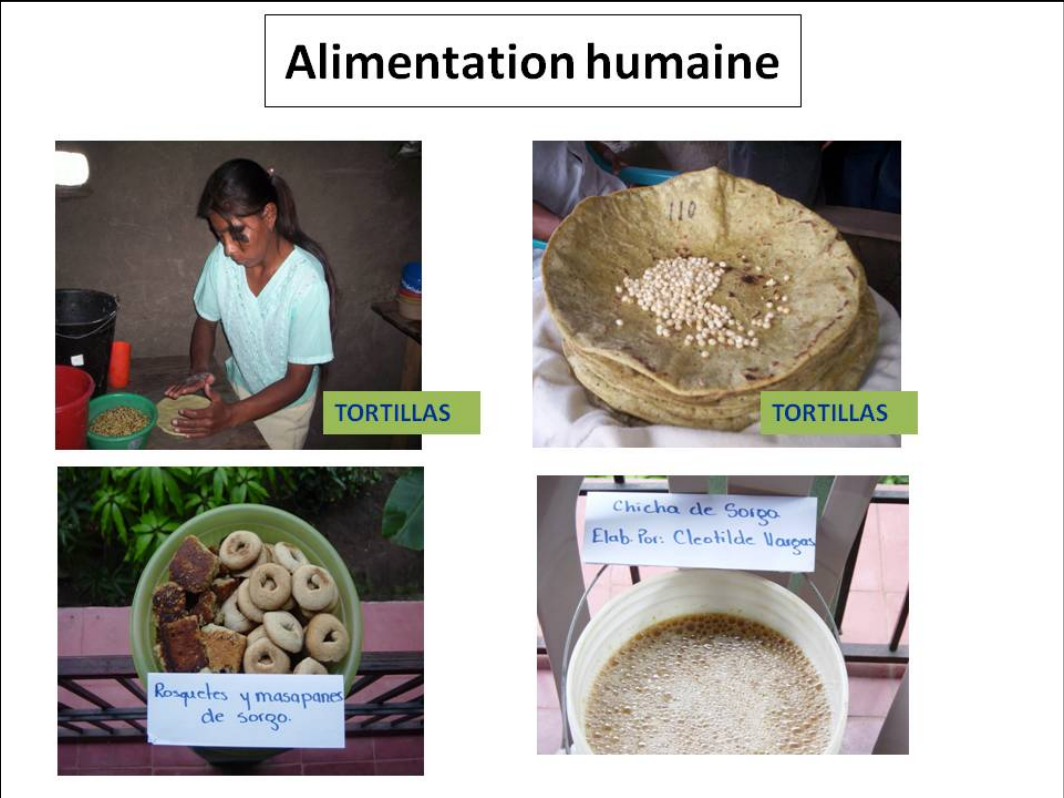 Alimentation humaine
TORTILLAS
TORTILLAS
110
Rosquetes y masapanes
de sorgo.
Chicha de Sorgo
Elab. Por: Cleotilde Vargas